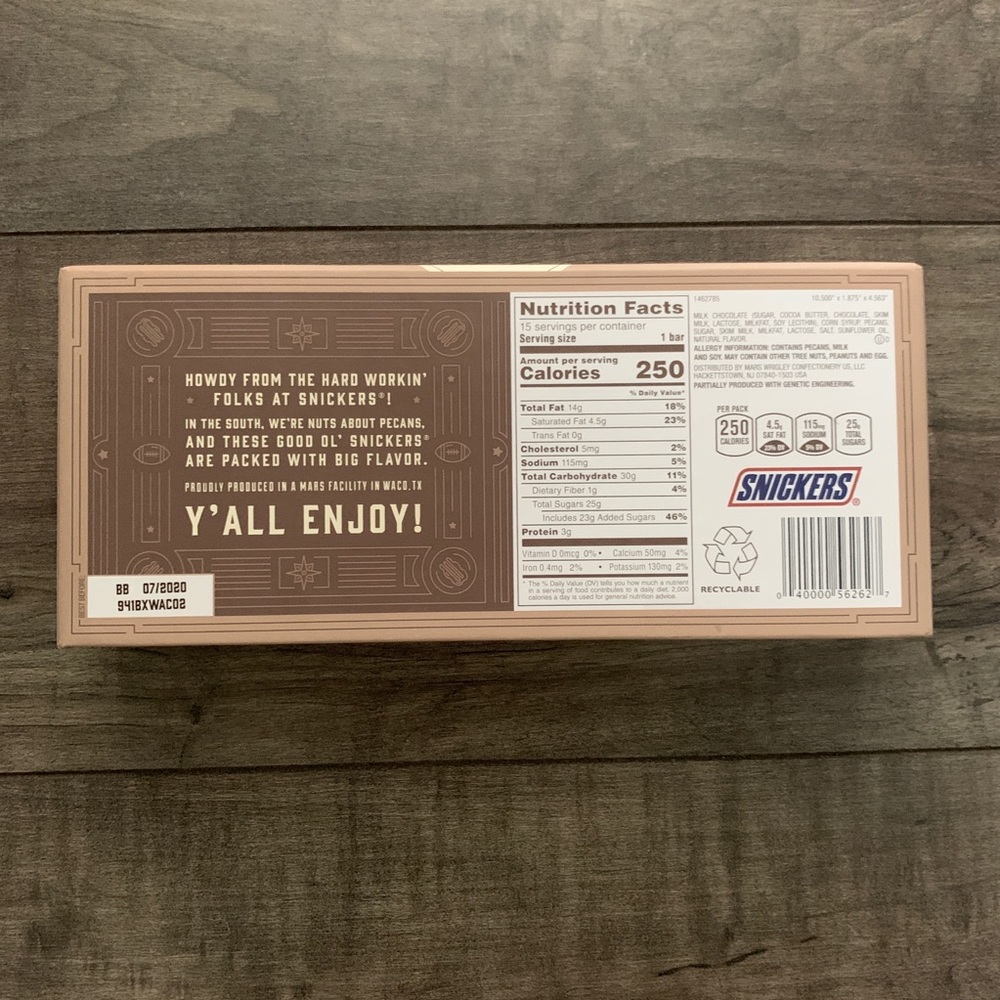 HOWDY FROM THE HARD WORKIN'
FOLKS AT SNICKERS®!
IN THE SOUTH, WE'RE NUTS ABOUT PECANS,
AND THESE GOOD OL' SNICKERS®
ARE PACKED WITH BIG FLAVOR.
PROUDLY PRODUCED IN A MARS FACILITY IN WACO, TX
Y'ALL ENJOY!
BEST BEFORE
BB 07/2020
941BXWAC02
Nutrition Facts
15 servings per container
Serving size 1 bar
Amount per serving
Calories 250
% Daily Value*
Total Fat 14g 18%
Saturated Fat 4.5g 23%
Trans Fat 0g
Cholesterol 5mg 2%
Sodium 115mg 5%
Total Carbohydrate 30g 11%
Dietary Fiber 1g 4%
Total Sugars 25g
Includes 23g Added Sugars 46%
Protein 3g
Vitamin D 0mcg 0% • Calcium 50mg 4%
Iron 0.4mg 2% • Potassium 130mg 2%
* The % Daily Value (DV) tells you how much a nutrient
in a serving of food contributes to a daily diet. 2,000
calories a day is used for general nutrition advice.
1462785 10.500" x 1.875" x 4.563"
MILK CHOCOLATE (SUGAR, COCOA BUTTER, CHOCOLATE, SKIM
MILK, LACTOSE, MILKFAT, SOY LECITHIN), CORN SYRUP, PECANS,
SUGAR, SKIM MILK, MILKFAT, LACTOSE, SALT, SUNFLOWER OIL,
NATURAL FLAVOR.
ALLERGY INFORMATION: CONTAINS PECANS, MILK
AND SOY. MAY CONTAIN OTHER TREE NUTS, PEANUTS AND EGG.
DISTRIBUTED BY MARS WRIGLEY CONFECTIONERY US, LLC
HACKETTSTOWN, NJ 07840-1503 USA
PARTIALLY PRODUCED WITH GENETIC ENGINEERING.
U D
PER PACK
250 CALORIES
4.5g SAT FAT 23% DV
115mg SODIUM 5% DV
25g TOTAL SUGARS
SNICKERS®
RECYCLABLE
0 40000 56262 7